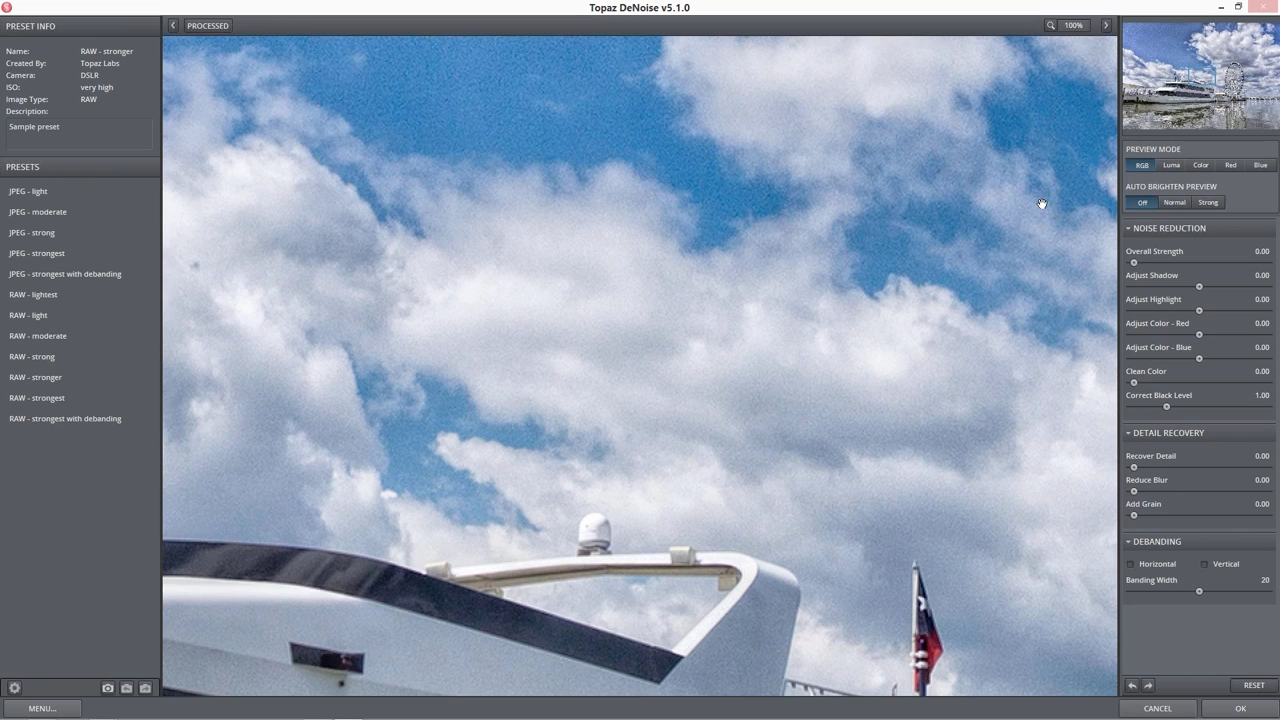 Topaz DeNoise v5.1.0
PRESET INFO
Name: RAW - stronger
Created By: Topaz Labs
Camera: DSLR
ISO: very high
Image Type: RAW
Description:
Sample preset
PRESETS
JPEG - light
JPEG - moderate
JPEG - strong
JPEG - strongest
JPEG - strongest with debanding
RAW - lightest
RAW - light
RAW - moderate
RAW - strong
RAW - stronger
RAW - strongest
RAW - strongest with debanding
MENU...
PROCESSED
100%
PREVIEW MODE
RGB Luma Color Red Blue
AUTO BRIGHTEN PREVIEW
Off Normal Strong
NOISE REDUCTION
Overall Strength 0.00
Adjust Shadow 0.00
Adjust Highlight 0.00
Adjust Color - Red 0.00
Adjust Color - Blue 0.00
Clean Color 0.00
Correct Black Level 1.00
DETAIL RECOVERY
Recover Detail 0.00
Reduce Blur 0.00
Add Grain 0.00
DEBANDING
Horizontal Vertical
Banding Width 20
RESET
CANCEL OK